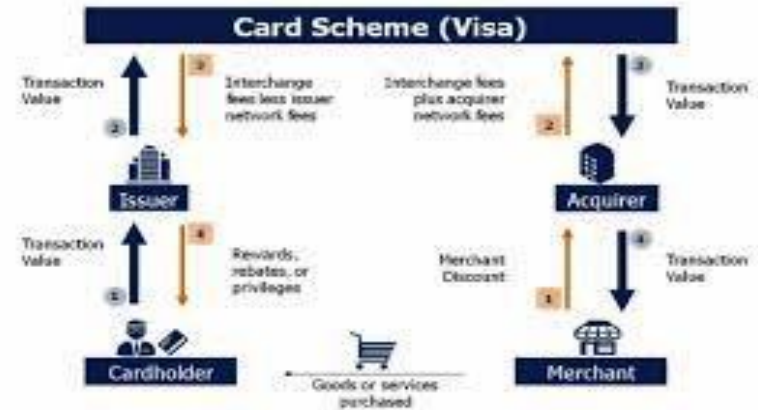 Card Scheme (Visa)
Transaction
Value
2
3
Interchange
fees less issuer
network fees
Interchange fees
plus acquirer
network fees
2
3
Transaction
Value
Issuer
Acquirer
Transaction
Value
1
4
Rewards,
rebates, or
privileges
Merchant
Discount
1
4
Transaction
Value
Cardholder
Goods or services
purchased
Merchant